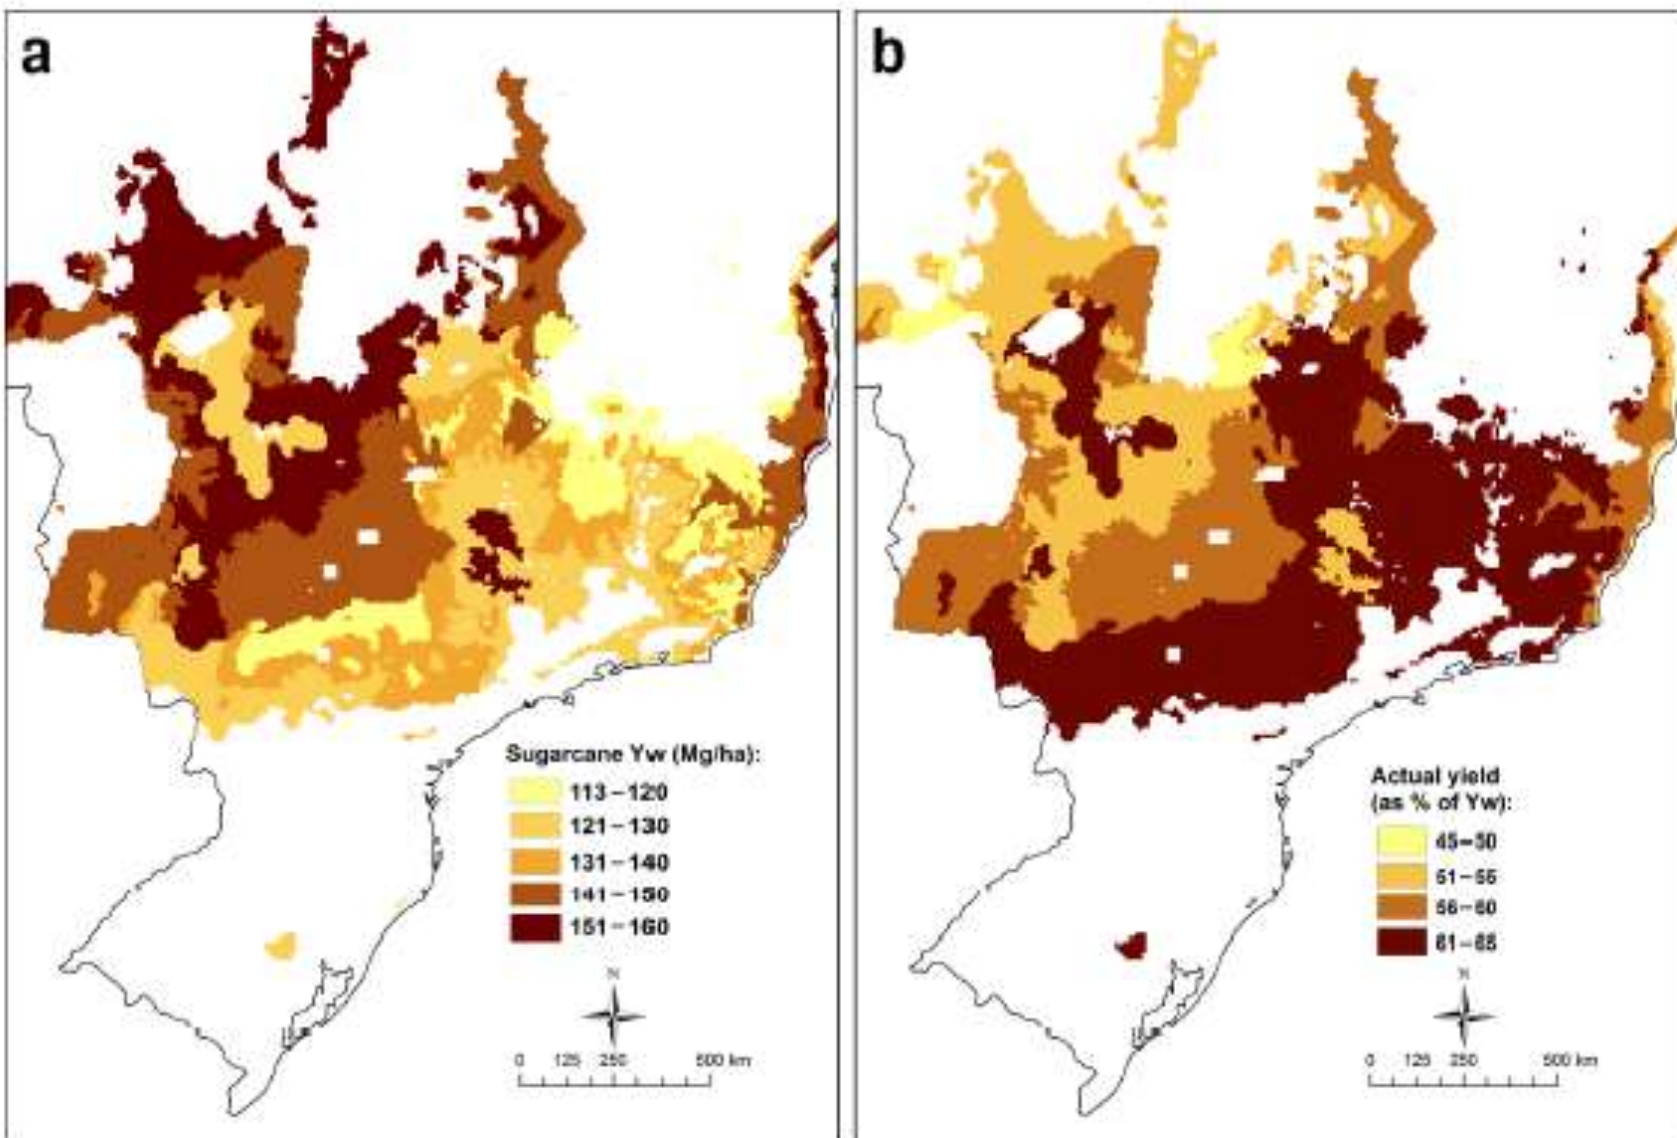 a
Sugarcane Yw (Mg/ha):
113–120
121–130
131–140
141–150
151–160
N
0 125 250 500 km
b
Actual yield
(as % of Yw):
45–50
51–55
56–60
61–65
N
0 125 250 500 km